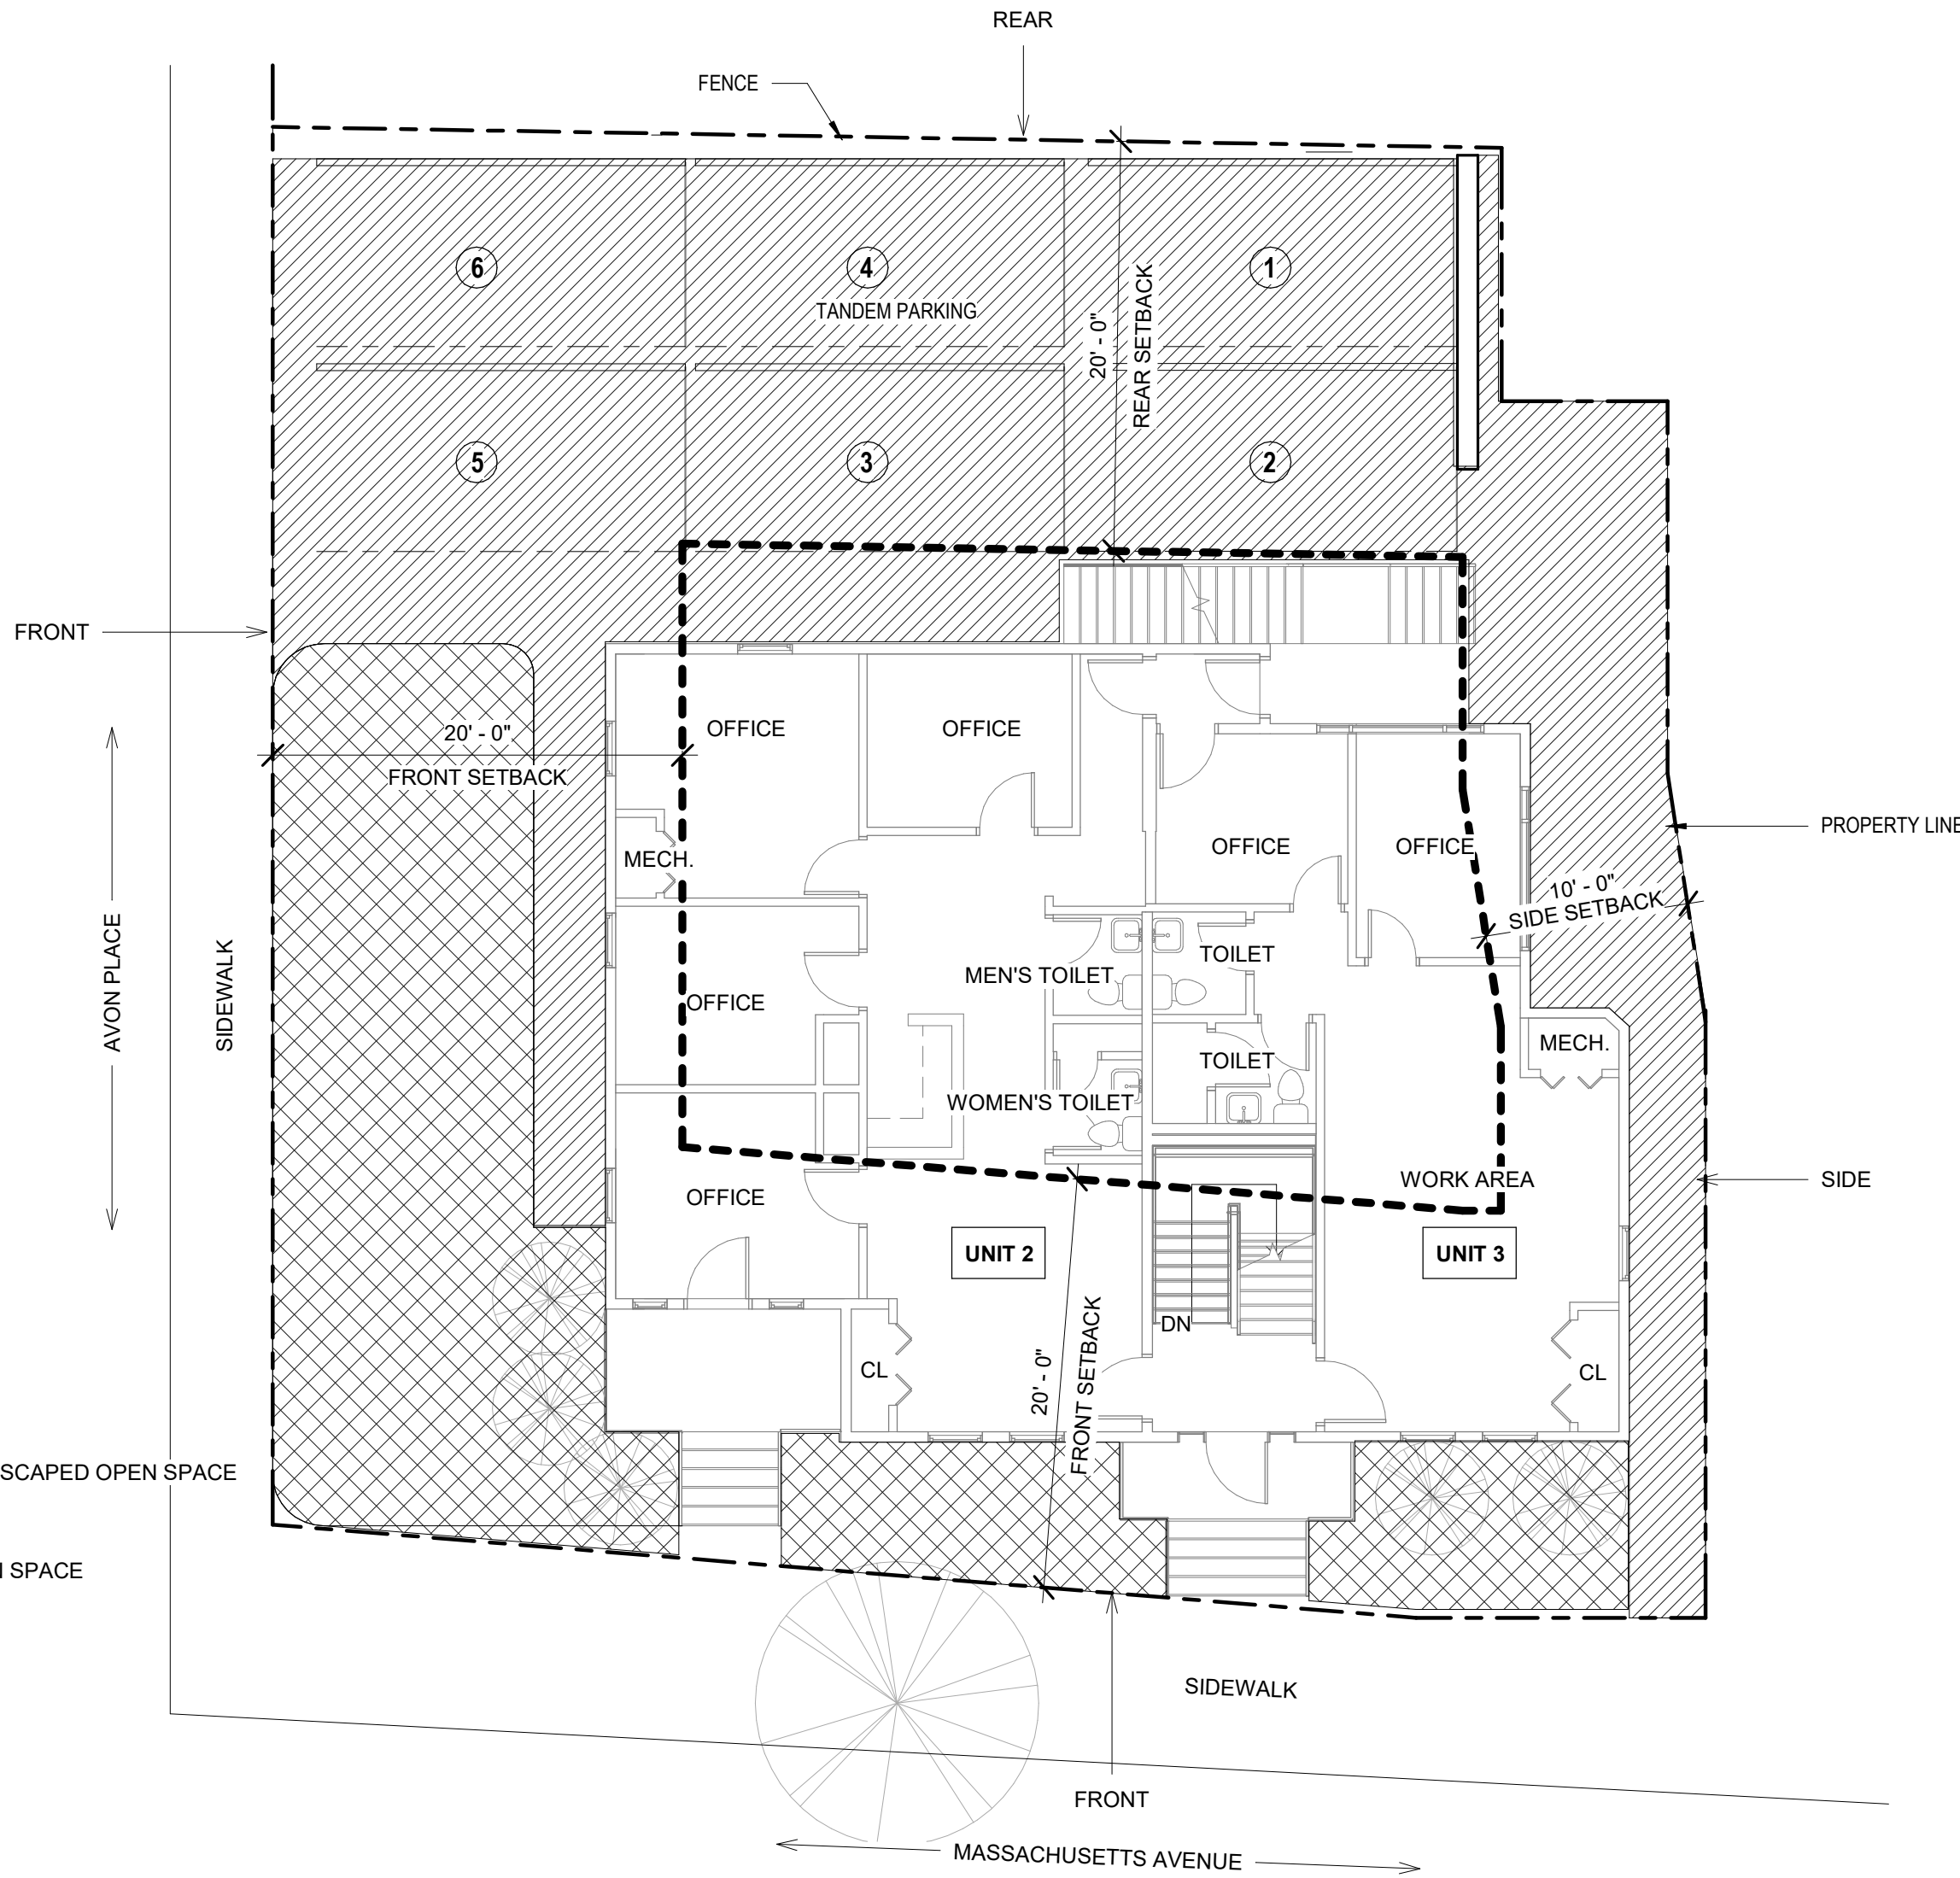 REAR
FENCE
6
4
1
TANDEM PARKING
20' - 0"
REAR SETBACK
5
3
2
FRONT
20' - 0"
FRONT SETBACK
OFFICE
OFFICE
OFFICE
OFFICE
PROPERTY LINE
MECH.
10' - 0"
SIDE SETBACK
AVON PLACE
SIDEWALK
OFFICE
MEN'S TOILET
TOILET
TOILET
MECH.
WOMEN'S TOILET
OFFICE
WORK AREA
SIDE
UNIT 2
UNIT 3
DN
20' - 0"
FRONT SETBACK
CL
CL
SCAPED OPEN SPACE
SPACE
SIDEWALK
FRONT
MASSACHUSETTS AVENUE